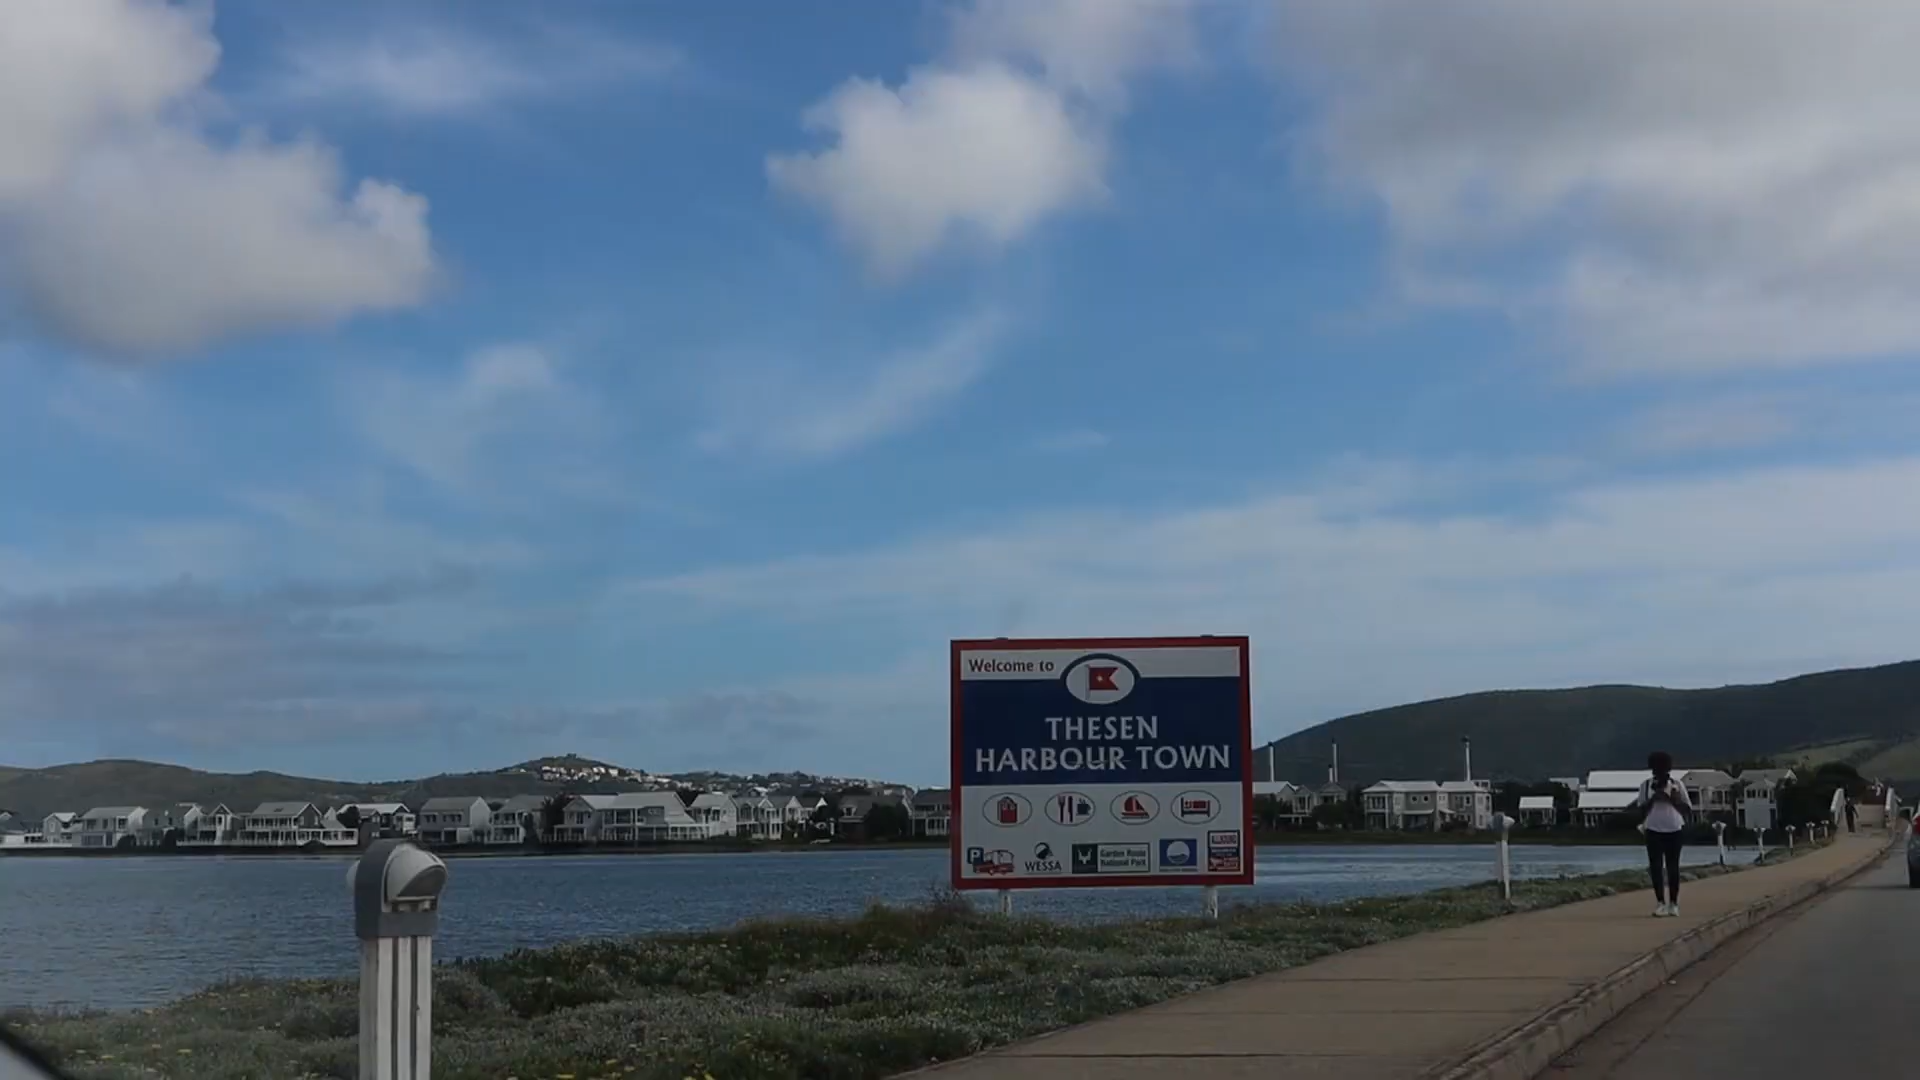 Welcome to
THESEN
HARBOUR TOWN
P
WESSA
Garden Route
National Park